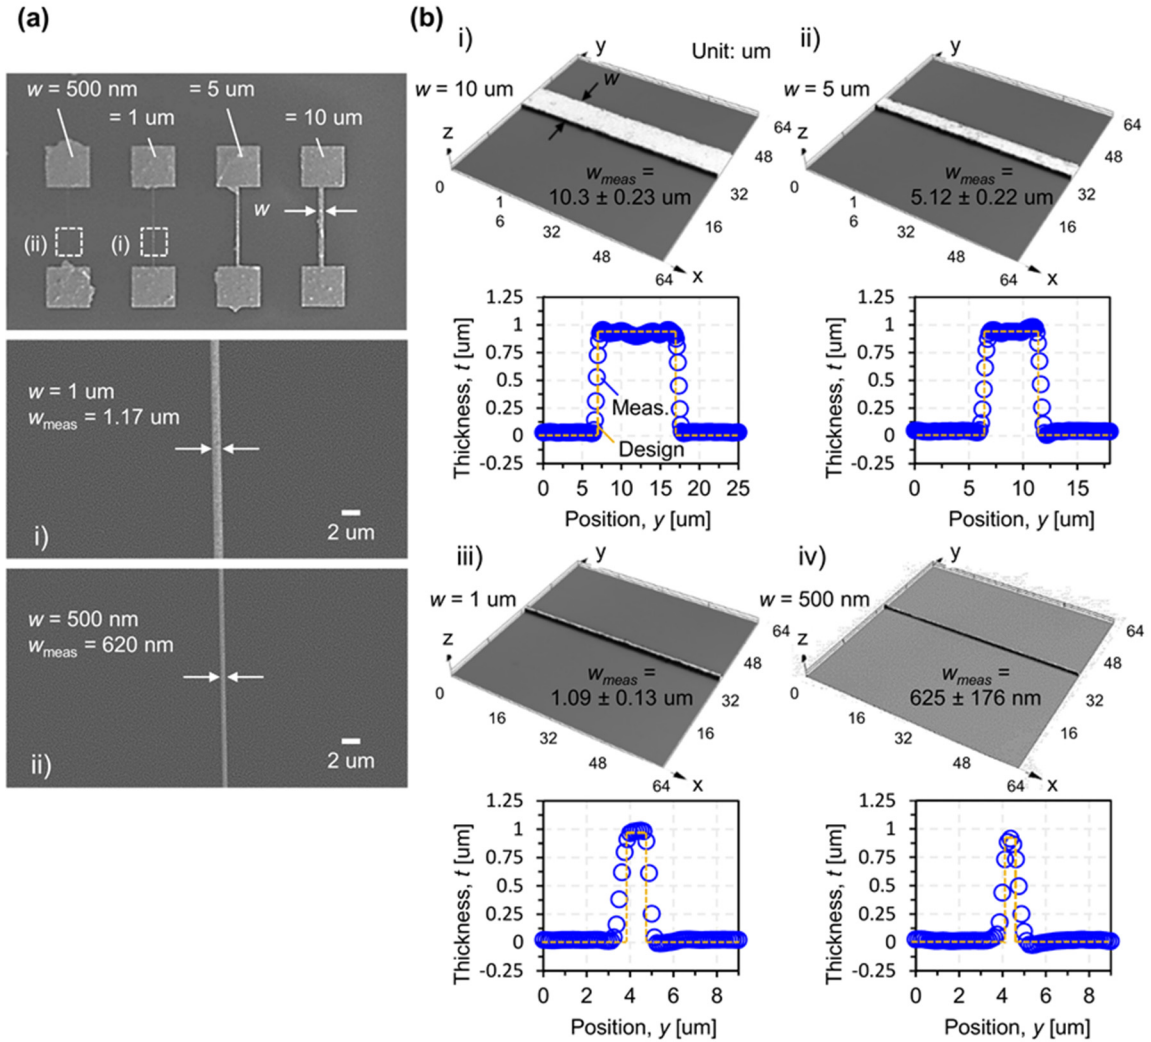 (a)
w = 500 nm
= 1 um
= 5 um
= 10 um
w
(ii)
(i)
w = 1 um
wmeas = 1.17 um
2 um
i)
w = 500 nm
wmeas = 620 nm
2 um
ii)
(b)
i)
Unit: um
w = 10 um
y
w
z
0
wmeas =
10.3 ± 0.23 um
1
6
32
48
64
x
16
32
48
64
Thickness, t [um]
1.25
1
0.75
0.5
0.25
0
-0.25
Meas.
Design
0 5 10 15 20 25
Position, y [um]
ii)
w = 5 um
y
z
0
wmeas =
5.12 ± 0.22 um
1
6
32
48
64
x
16
32
48
64
Thickness, t [um]
1.25
1
0.75
0.5
0.25
0
-0.25
0 5 10 15
Position, y [um]
iii)
w = 1 um
y
z
0
wmeas =
1.09 ± 0.13 um
16
32
48
64
x
16
32
48
64
Thickness, t [um]
1.25
1
0.75
0.5
0.25
0
-0.25
0 2 4 6 8
Position, y [um]
iv)
w = 500 nm
y
z
0
wmeas =
625 ± 176 nm
16
32
48
64
x
16
32
48
64
Thickness, t [um]
1.25
1
0.75
0.5
0.25
0
-0.25
0 2 4 6 8
Position, y [um]